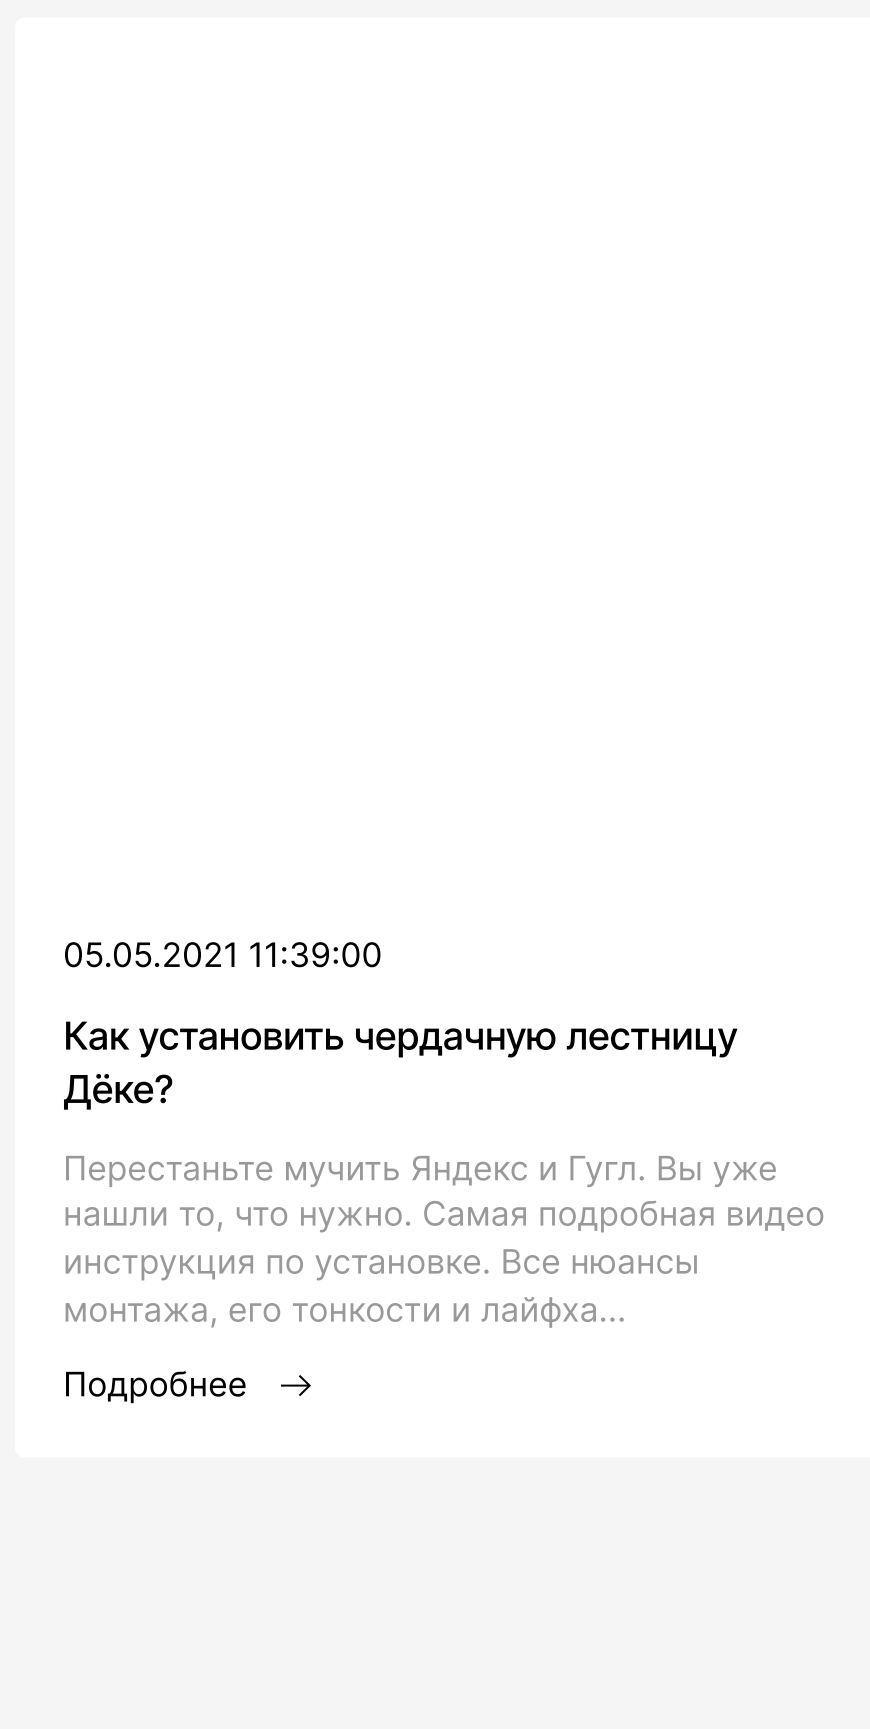 05.05.2021 11:39:00
Как установить чердачную лестницу
Дёке?
Перестаньте мучить Яндекс и Гугл. Вы уже
нашли то, что нужно. Самая подробная видео
инструкция по установке. Все нюансы
монтажа, его тонкости и лайфха...
Подробнее →